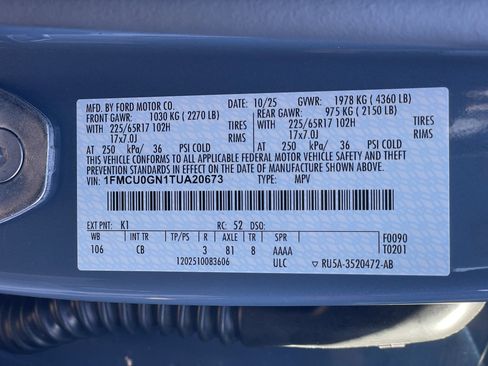 MFD. BY FORD MOTOR CO. 10/25 GVWR: 1978 KG ( 4360 LB)
FRONT GAWR: 1030 KG ( 2270 LB) REAR GAWR: 975 KG ( 2150 LB)
WITH 225/65R17 102H TIRES WITH 225/65R17 102H TIRES
17x7.0J RIMS 17x7.0J RIMS
AT 250 kPa/ 36 PSI COLD AT 250 kPa/ 36 PSI COLD
THIS VEHICLE CONFORMS TO ALL APPLICABLE FEDERAL MOTOR VEHICLE SAFETY AND THEFT
PREVENTION STANDARDS IN EFFECT ON THE DATE OF MANUFACTURE SHOWN ABOVE.
VIN: 1FMCU0GN1TUA20673 TYPE: MPV
EXT PNT: K1 RC: 52 DSO:
WB TP/PS R AXLE TR SPR F0090
106 CB 3 81 8 AAAA T0201
1202510083606 ULC RU5A-3520472-AB